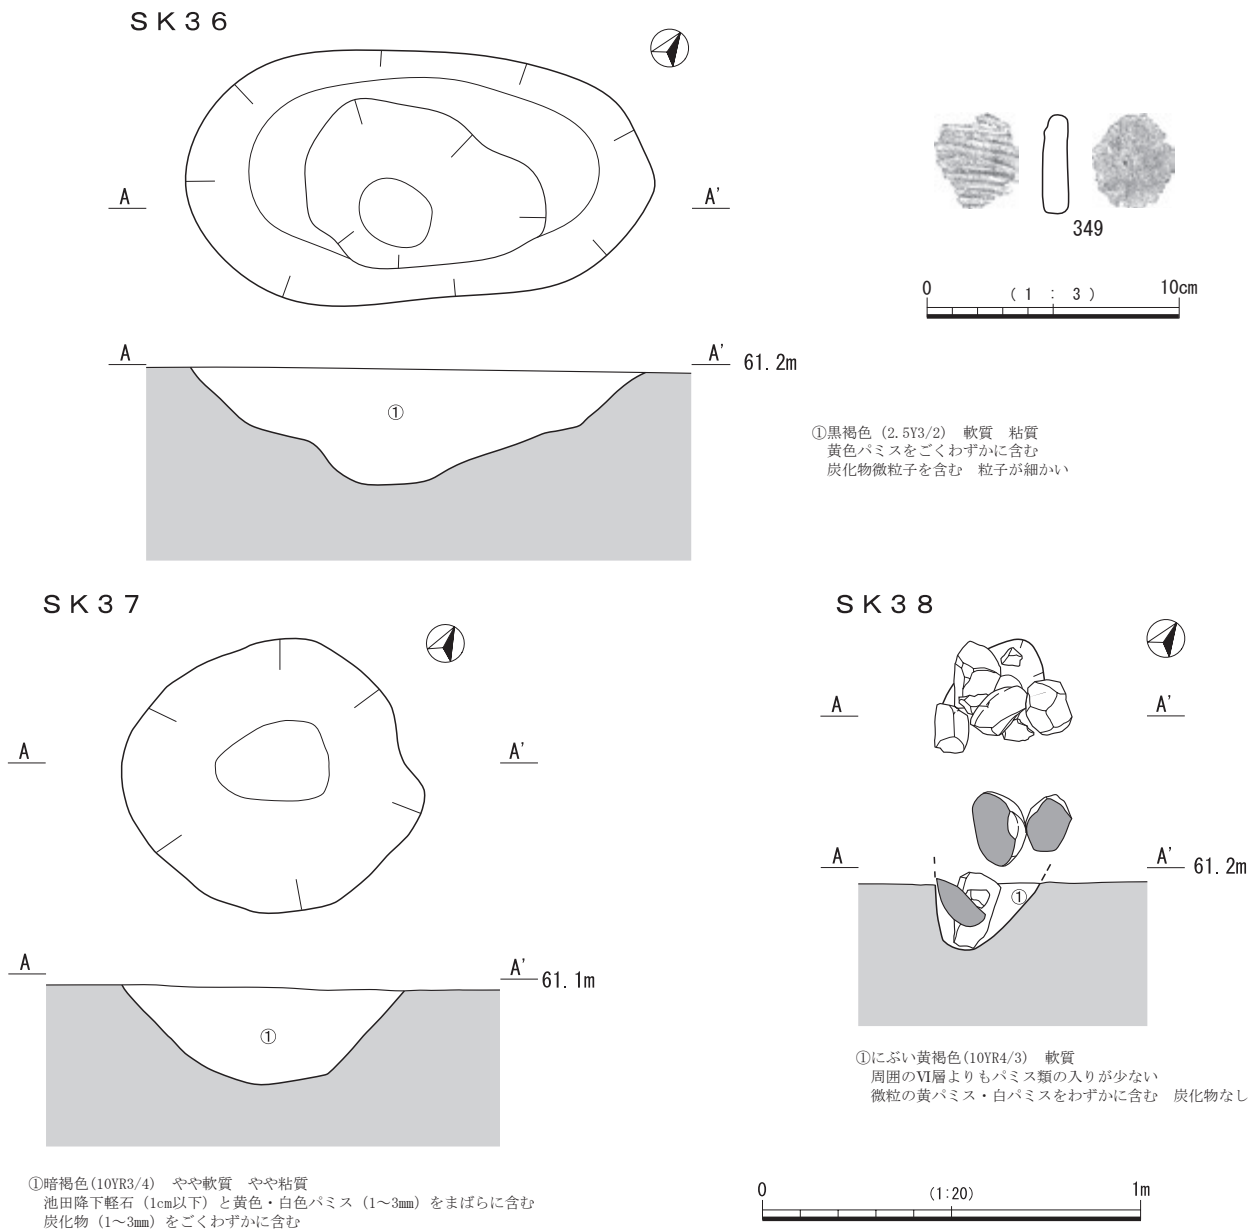 ＳＫ３６
A A'
349
0 (1:3) 10cm
A A' 61.2m
①
①黒褐色（2.5Y3/2） 軟質 粘質
黄色パミスをごくわずかに含む
炭化物微粒子を含む 粒子が細かい
ＳＫ３７
A A'
A A' 61.1m
①
①暗褐色(10YR3/4) やや軟質 やや粘質
池田降下軽石（1cm以下）と黄色・白色パミス（1～3㎜）をまばらに含む
炭化物（1～3㎜）をごくわずかに含む
ＳＫ３８
A A'
A A' 61.2m
①
①にぶい黄褐色(10YR4/3) 軟質
周囲のⅥ層よりもパミス類の入りが少ない
微粒の黄パミス・白パミスをわずかに含む 炭化物なし
0 (1:20) 1m